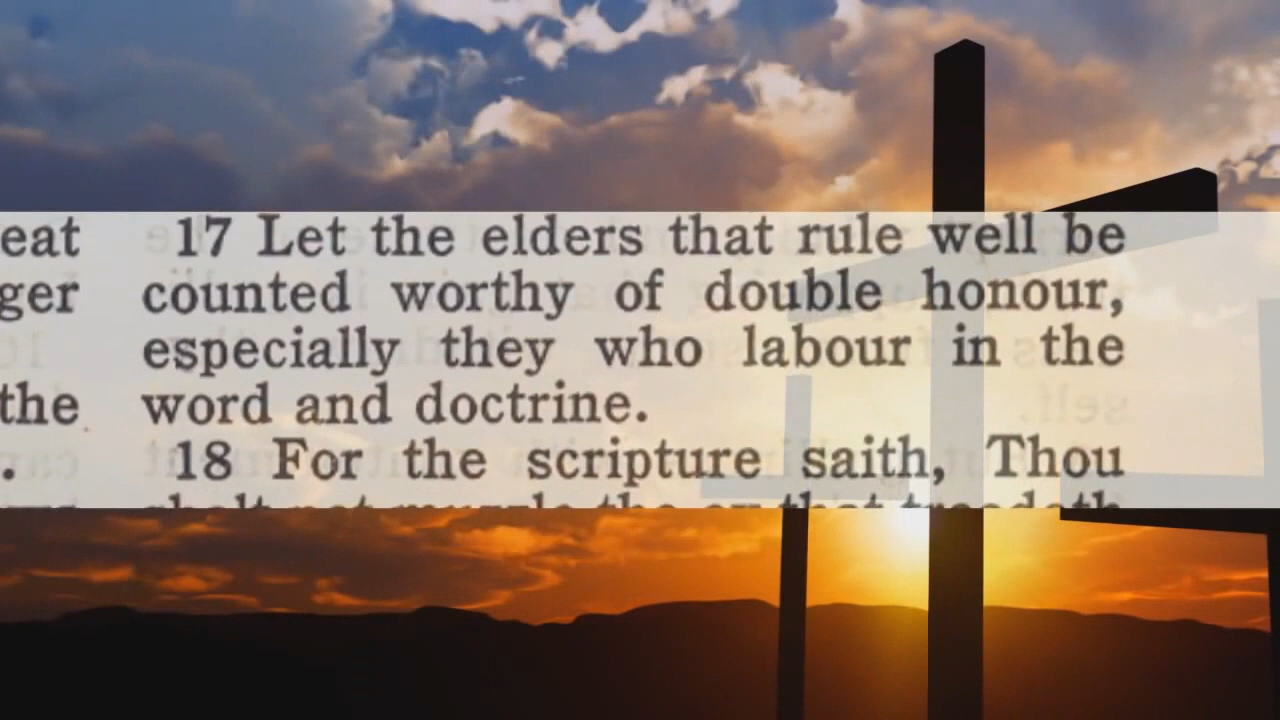 eat
ger
the
.
17 Let the elders that rule well be
counted worthy of double honour,
especially they who labour in the
word and doctrine.
18 For the scripture saith, Thou